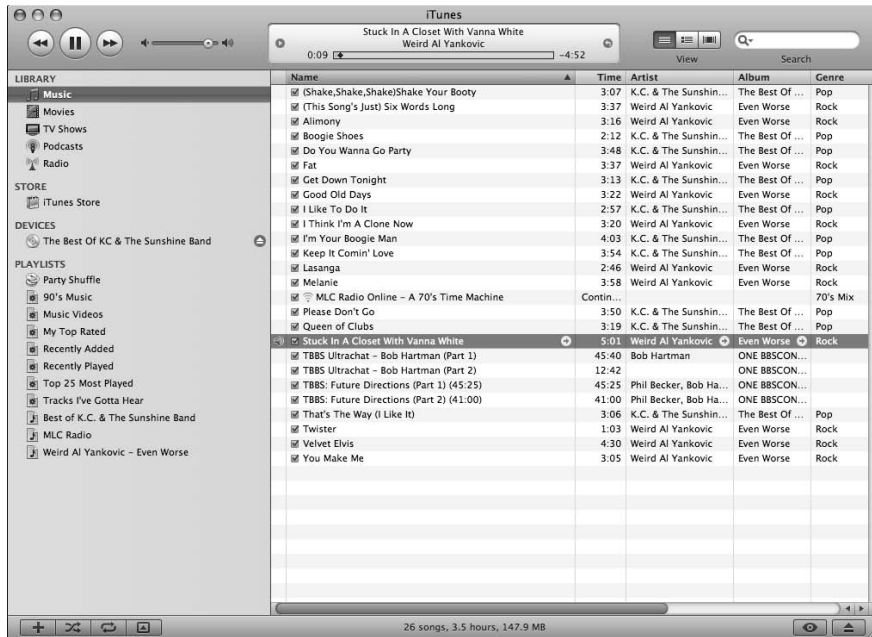 iTunes
Stuck In A Closet With Vanna White
Weird Al Yankovic
0:09 -4:52
View Search
LIBRARY
Music
Movies
TV Shows
Podcasts
Radio
STORE
iTunes Store
DEVICES
The Best Of KC & The Sunshine Band
PLAYLISTS
Party Shuffle
90's Music
Music Videos
My Top Rated
Recently Added
Recently Played
Top 25 Most Played
Tracks I've Gotta Hear
Best of K.C. & The Sunshine Band
MLC Radio
Weird Al Yankovic - Even Worse
Name Time Artist Album Genre
(Shake,Shake,Shake)Shake Your Booty 3:07 K.C. & The Sunshin... The Best Of ... Pop
(This Song's Just) Six Words Long 3:37 Weird Al Yankovic Even Worse Rock
Alimony 3:16 Weird Al Yankovic Even Worse Rock
Boogie Shoes 2:12 K.C. & The Sunshin... The Best Of ... Pop
Do You Wanna Go Party 3:48 K.C. & The Sunshin... The Best Of ... Pop
Fat 3:37 Weird Al Yankovic Even Worse Rock
Get Down Tonight 3:13 K.C. & The Sunshin... The Best Of ... Pop
Good Old Days 3:22 Weird Al Yankovic Even Worse Rock
I Like To Do It 2:57 K.C. & The Sunshin... The Best Of ... Pop
I Think I'm A Clone Now 3:20 Weird Al Yankovic Even Worse Rock
I'm Your Boogie Man 4:03 K.C. & The Sunshin... The Best Of ... Pop
Keep It Comin' Love 3:54 K.C. & The Sunshin... The Best Of ... Pop
Lasanga 2:46 Weird Al Yankovic Even Worse Rock
Melanie 3:58 Weird Al Yankovic Even Worse Rock
MLC Radio Online - A 70's Time Machine Contin... 70's Mix
Please Don't Go 3:50 K.C. & The Sunshin... The Best Of ... Pop
Queen of Clubs 3:19 K.C. & The Sunshin... The Best Of ... Pop
Stuck In A Closet With Vanna White 5:01 Weird Al Yankovic Even Worse Rock
TBBS Ultrachat - Bob Hartman (Part 1) 45:40 Bob Hartman ONE BBSCON...
TBBS Ultrachat - Bob Hartman (Part 2) 12:42 ONE BBSCON...
TBBS: Future Directions (Part 1) (45:25) 45:25 Phil Becker, Bob Ha... ONE BBSCON...
TBBS: Future Directions (Part 2) (41:00) 41:00 Phil Becker, Bob Ha... ONE BBSCON...
That's The Way (I Like It) 3:06 K.C. & The Sunshin... The Best Of ... Pop
Twister 1:03 Weird Al Yankovic Even Worse Rock
Velvet Elvis 4:30 Weird Al Yankovic Even Worse Rock
You Make Me 3:05 Weird Al Yankovic Even Worse Rock
26 songs, 3.5 hours, 147.9 MB